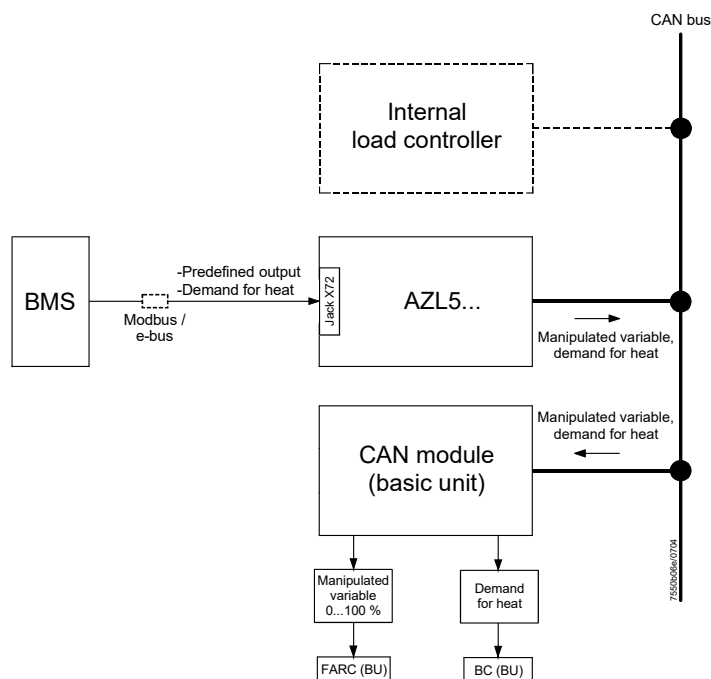 CAN bus
Internal
load controller
BMS
Modbus /
e-bus
-Predefined output
-Demand for heat
Jack X72
AZL5...
Manipulated variable,
demand for heat
Manipulated variable,
demand for heat
CAN module
(basic unit)
7550b06e/0704
Manipulated
variable
0...100 %
Demand
for heat
FARC (BU)
BC (BU)